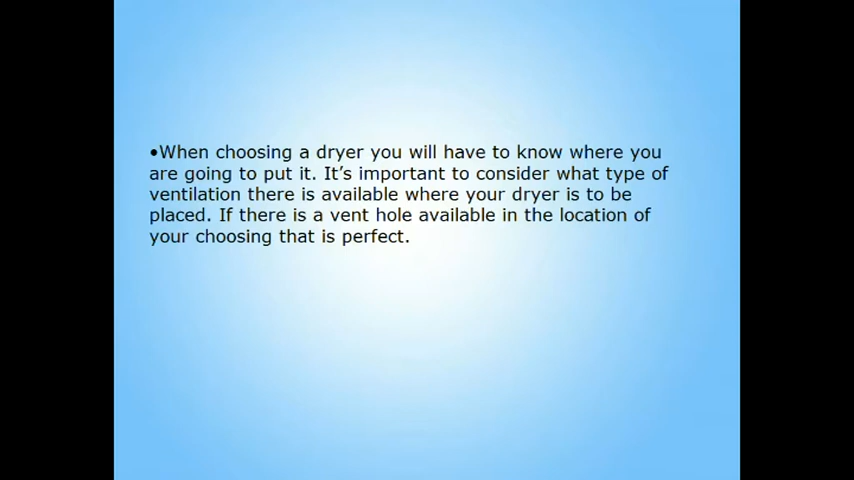 •When choosing a dryer you will have to know where you
are going to put it. It’s important to consider what type of
ventilation there is available where your dryer is to be
placed. If there is a vent hole available in the location of
your choosing that is perfect.